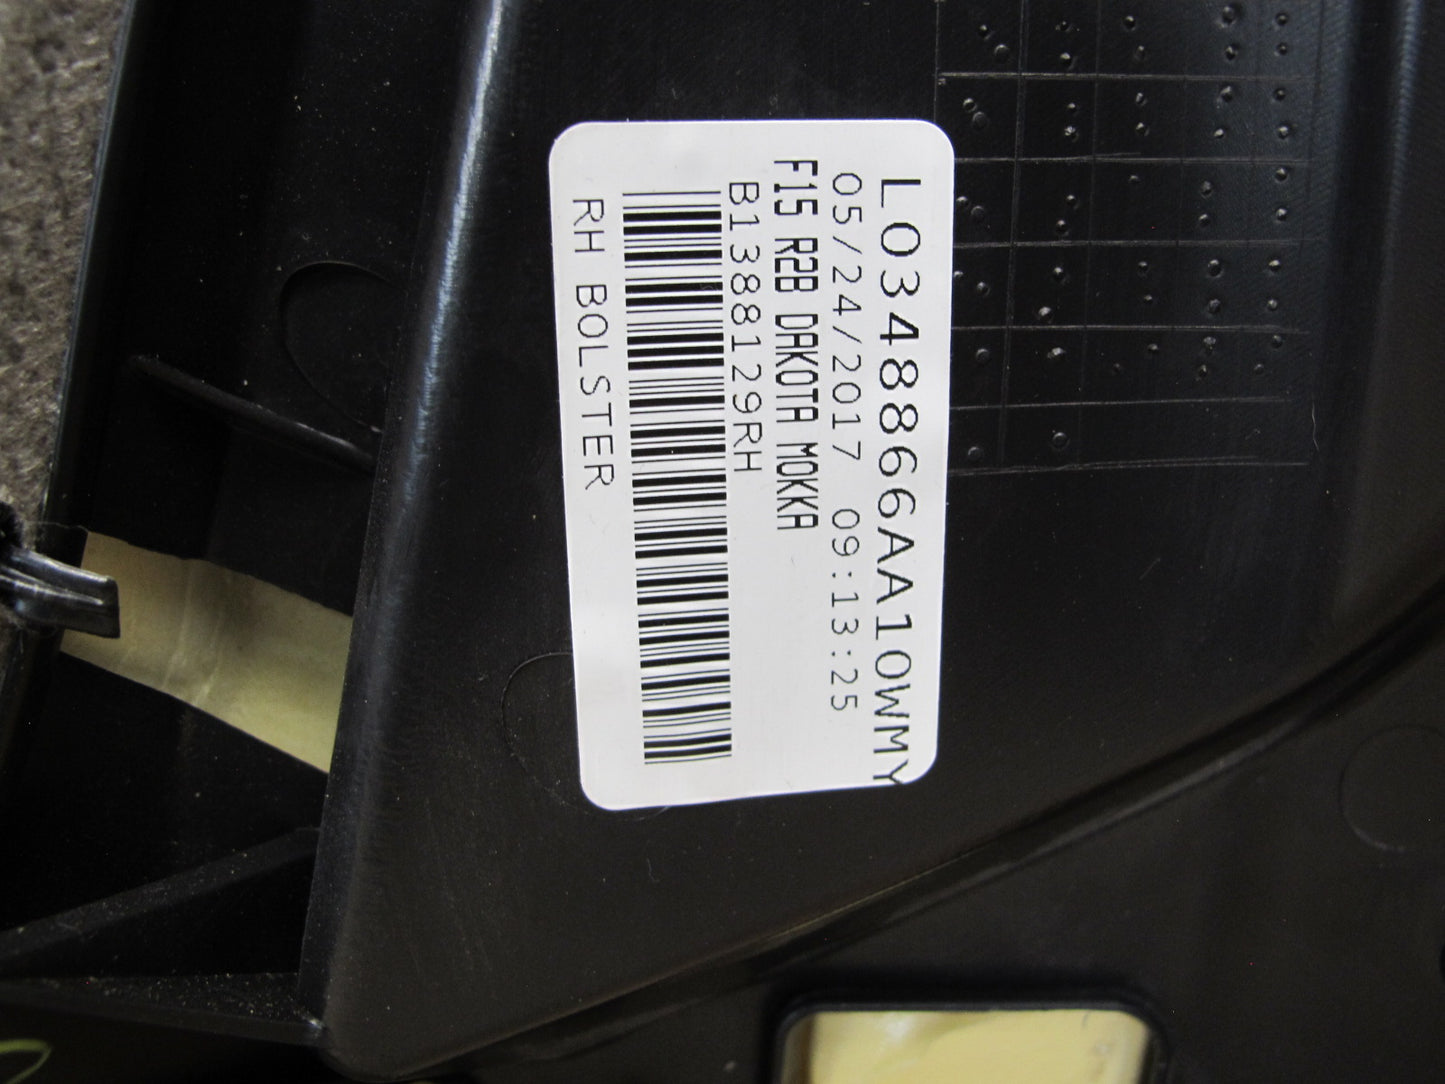 L0348866AA10WMY
05/24/2017 09:13:25
F15 R2B DAKOTA MOKKA
B1388129RH
RH BOLSTER